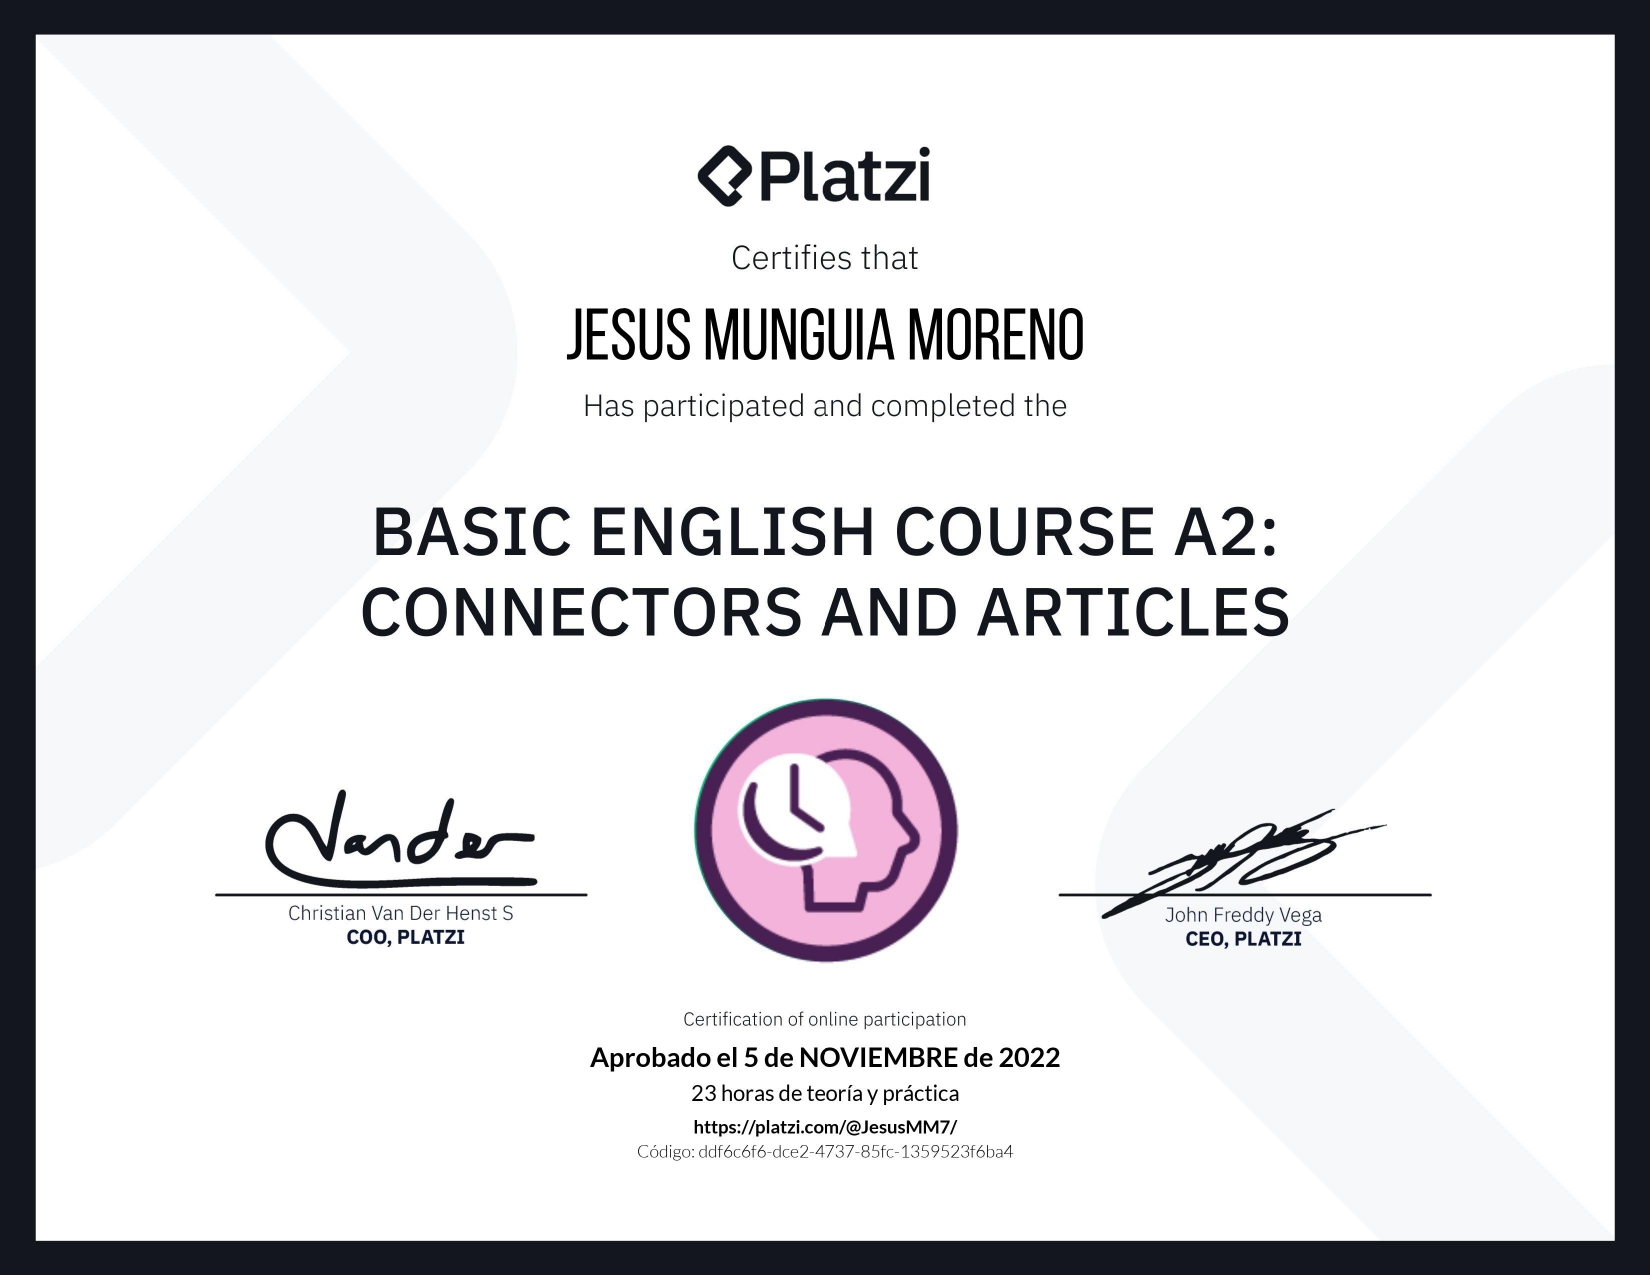 Platzi
Certifies that
JESUS MUNGUIA MORENO
Has participated and completed the
BASIC ENGLISH COURSE A2:
CONNECTORS AND ARTICLES
Vander
Christian Van Der Henst S
COO, PLATZI
John Freddy Vega
CEO, PLATZI
Certification of online participation
Aprobado el 5 de NOVIEMBRE de 2022
23 horas de teoría y práctica
https://platzi.com/@JesusMM7/
Código: ddf6c6f6-dce2-4737-85fc-1359523f6ba4